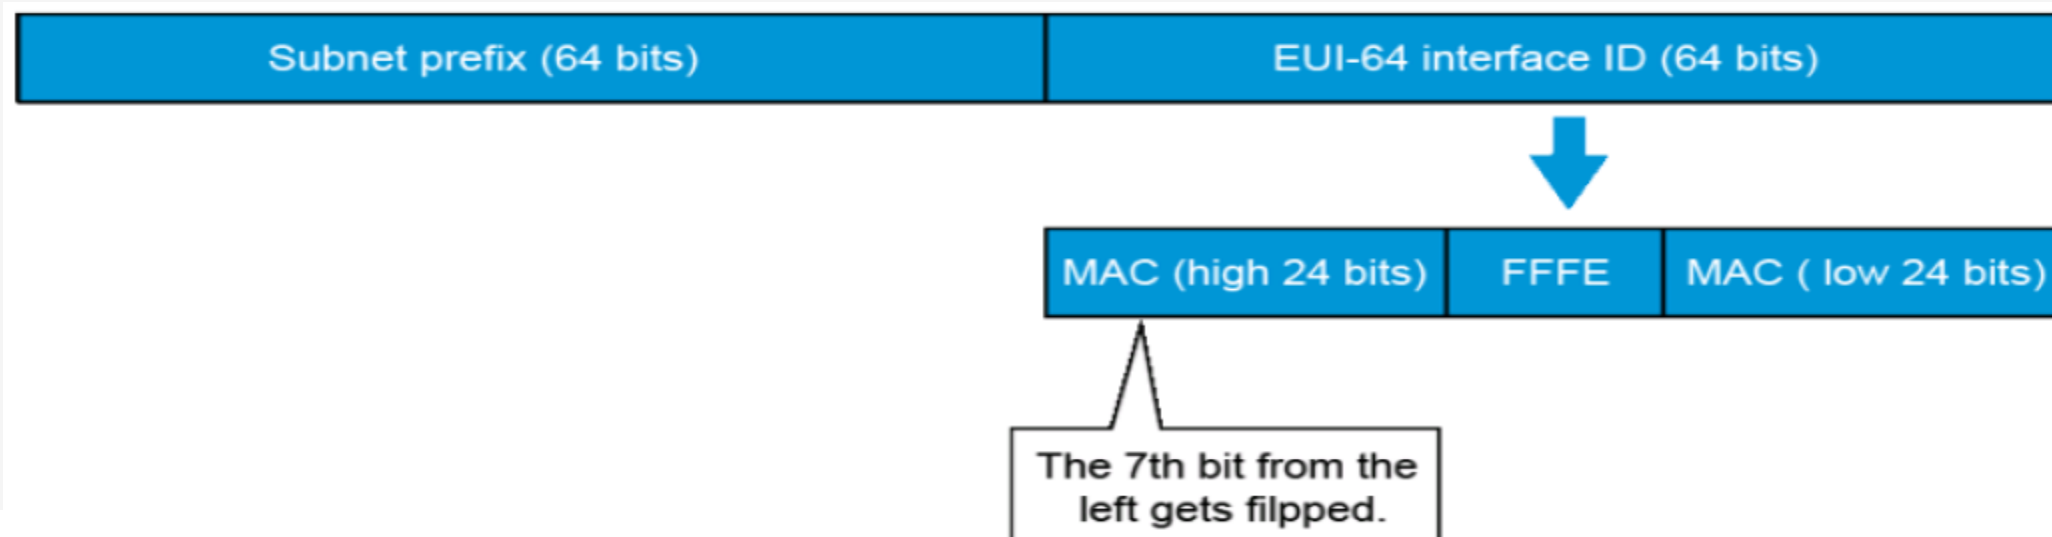 Subnet prefix (64 bits)
EUI-64 interface ID (64 bits)
MAC (high 24 bits)
FFFE
MAC ( low 24 bits)
The 7th bit from the
left gets filpped.